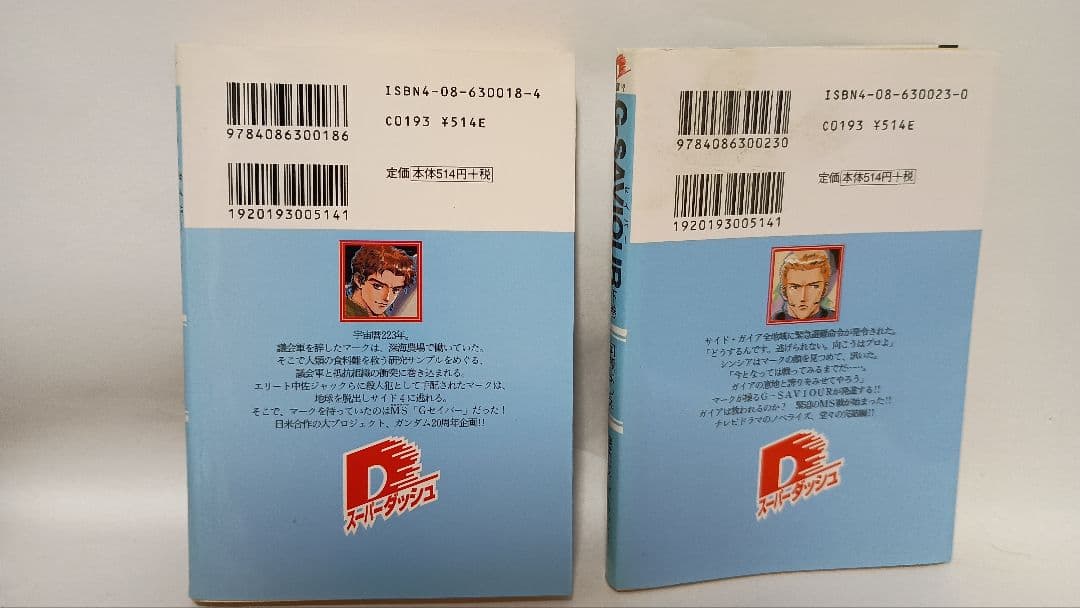 ISBN4-08-630018-4
9784086300186
C0193 ¥514E
定価 本体514円+税
1920193005141
宇宙暦223年。
議会軍を辞したマークは、深海農場で働いていた。
そこで人類の食料難を救う研究サンプルをめぐる、
議会軍と抵抗組織の衝突に巻き込まれる。
エリート中佐ジャックらに殺人犯として手配されたマークは、
地球を脱出しサイド4に逃れる。
そこで、マークを待っていたのはMS「G-セイバー」だった!
日米合作の大プロジェクト、ガンダム20周年企画!!
D
スーパーダッシュ
D
G-SAVIOUR
ISBN4-08-630023-0
9784086300230
C0193 ¥514E
定価 本体514円+税
1920193005141
サイド・ガイア全地域に緊急避難命令が発令された。
「どうするんです。逃げられない。向こうはプロよ」
シンシアはマークの顔を見つめて、訊いた。
「今となっては戦ってみるまでだ……。
ガイアの意地と誇りをみせてやろう」
マークが操るG-SAVIOURが発進する!!
ガイアは救われるのか? 緊迫のMS戦が始まった!!
テレビドラマのノベライズ、堂々の完結編!!
D
スーパーダッシュ